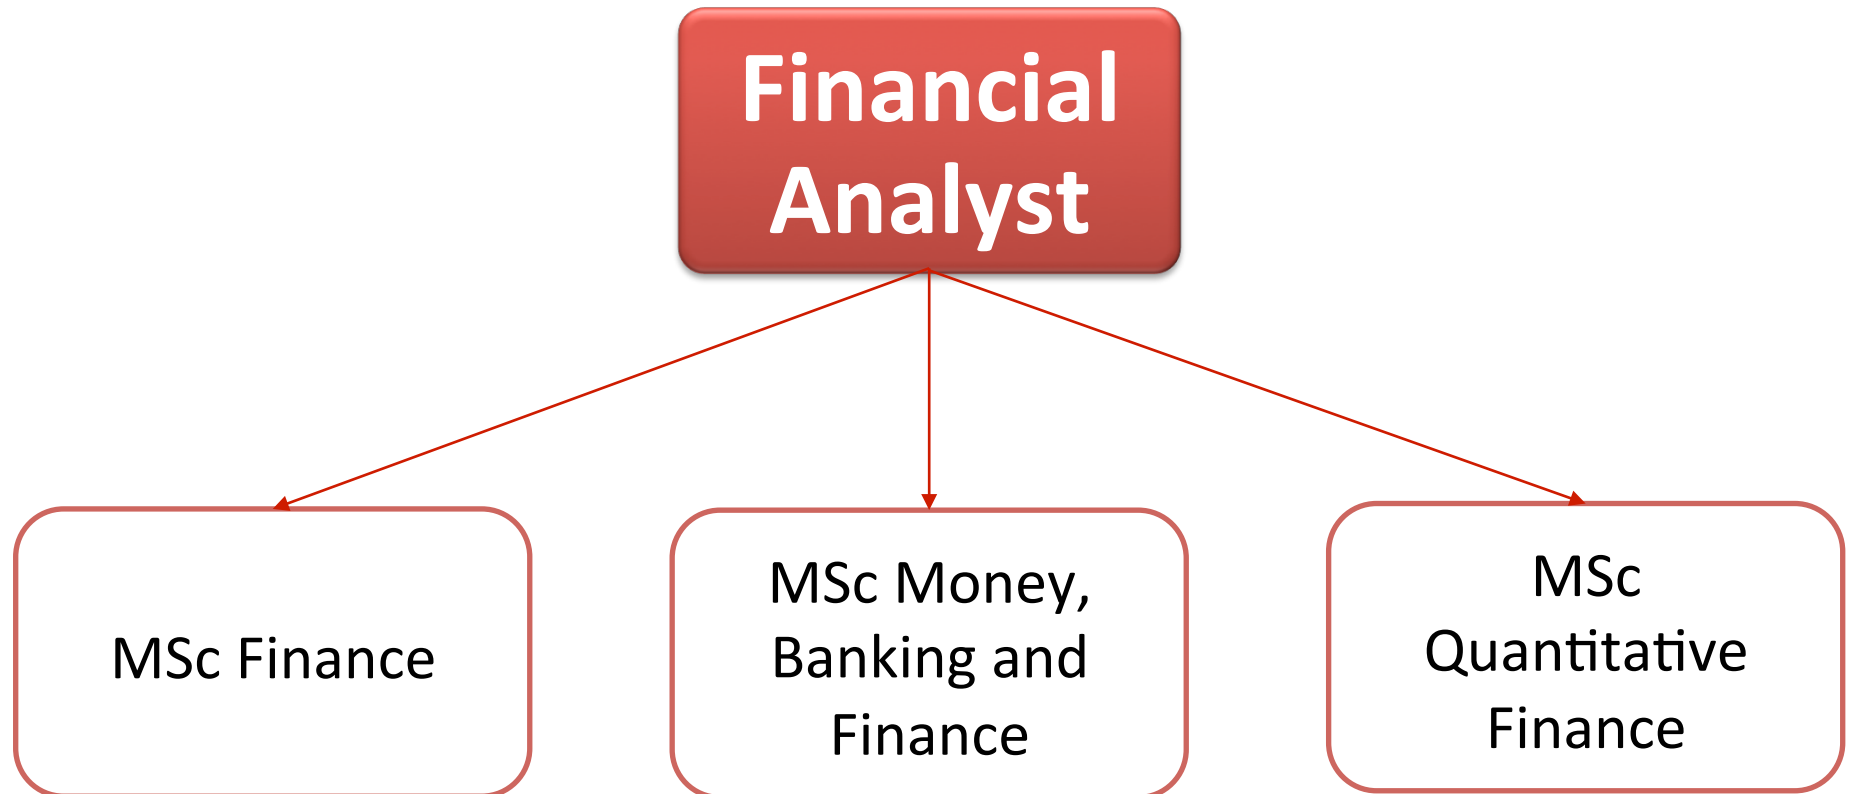 Financial
Analyst
MSc Finance
MSc Money,
Banking and
Finance
MSc
Quantitative
Finance